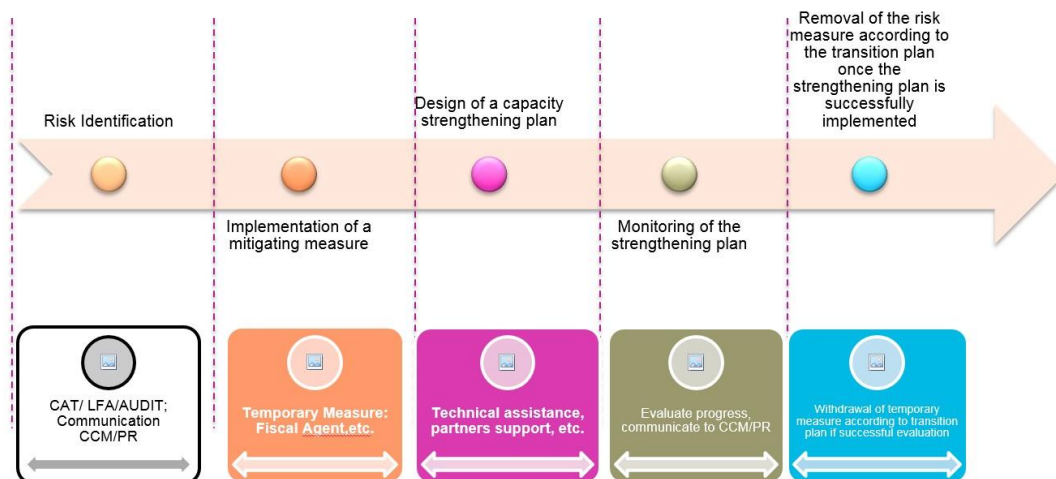 Risk Identification
Implementation of a
mitigating measure
Design of a capacity
strengthening plan
Monitoring of the
strengthening plan
Removal of the risk
measure according to
the transition plan
once the
strengthening plan is
successfully
implemented
CAT/ LFA/AUDIT;
Communication
CCM/PR
Temporary Measure:
Fiscal Agent,etc.
Technical assistance,
partners support, etc.
Evaluate progress,
communicate to CCM/PR
Withdrawal of temporary
measure according to transition
plan if successful evaluation